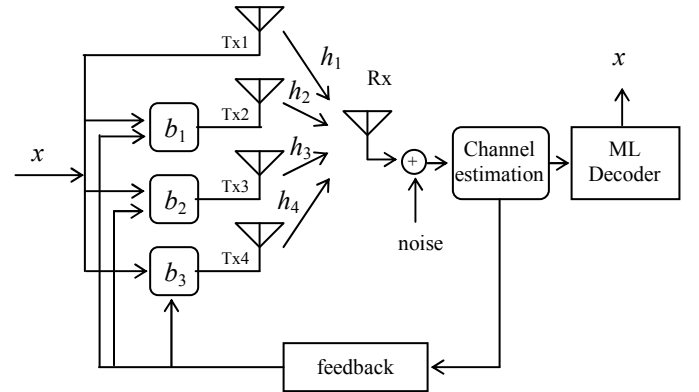 Tx1
h1
Rx
x
Tx2
h2
b1
x
Tx3
h3
+
Channel
estimation
ML
Decoder
b2
h4
noise
Tx4
b3
feedback